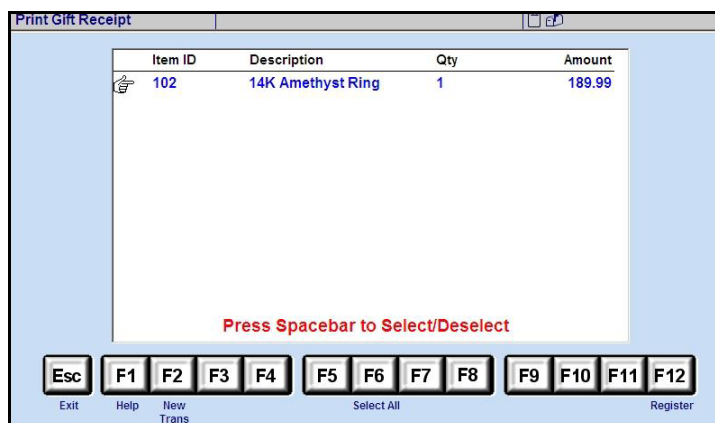 Print Gift Receipt
Item ID Description Qty Amount
102 14K Amethyst Ring 1 189.99
Press Spacebar to Select/Deselect
Esc F1 F2 F3 F4 F5 F6 F7 F8 F9 F10 F11 F12
Exit Help New Select All Register
Trans